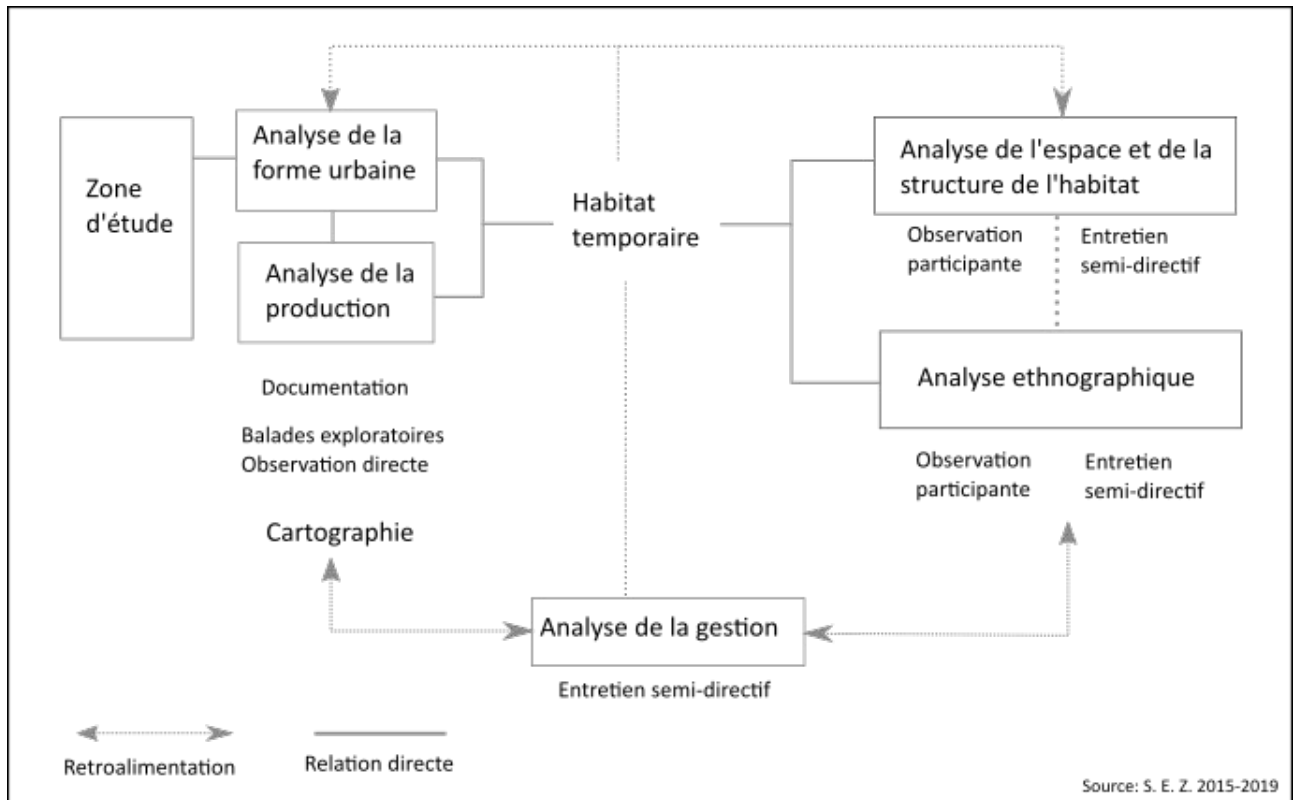 Zone
d'étude
Analyse de la
forme urbaine
Analyse de la
production
Documentation
Balades exploratoires
Observation directe
Cartographie
Habitat
temporaire
Analyse de l'espace et de la
structure de l'habitat
Observation
participante
Entretien
semi-directif
Analyse ethnographique
Observation
participante
Entretien
semi-directif
Analyse de la gestion
Entretien semi-directif
Retroalimentation
Relation directe
Source: S. E. Z. 2015-2019